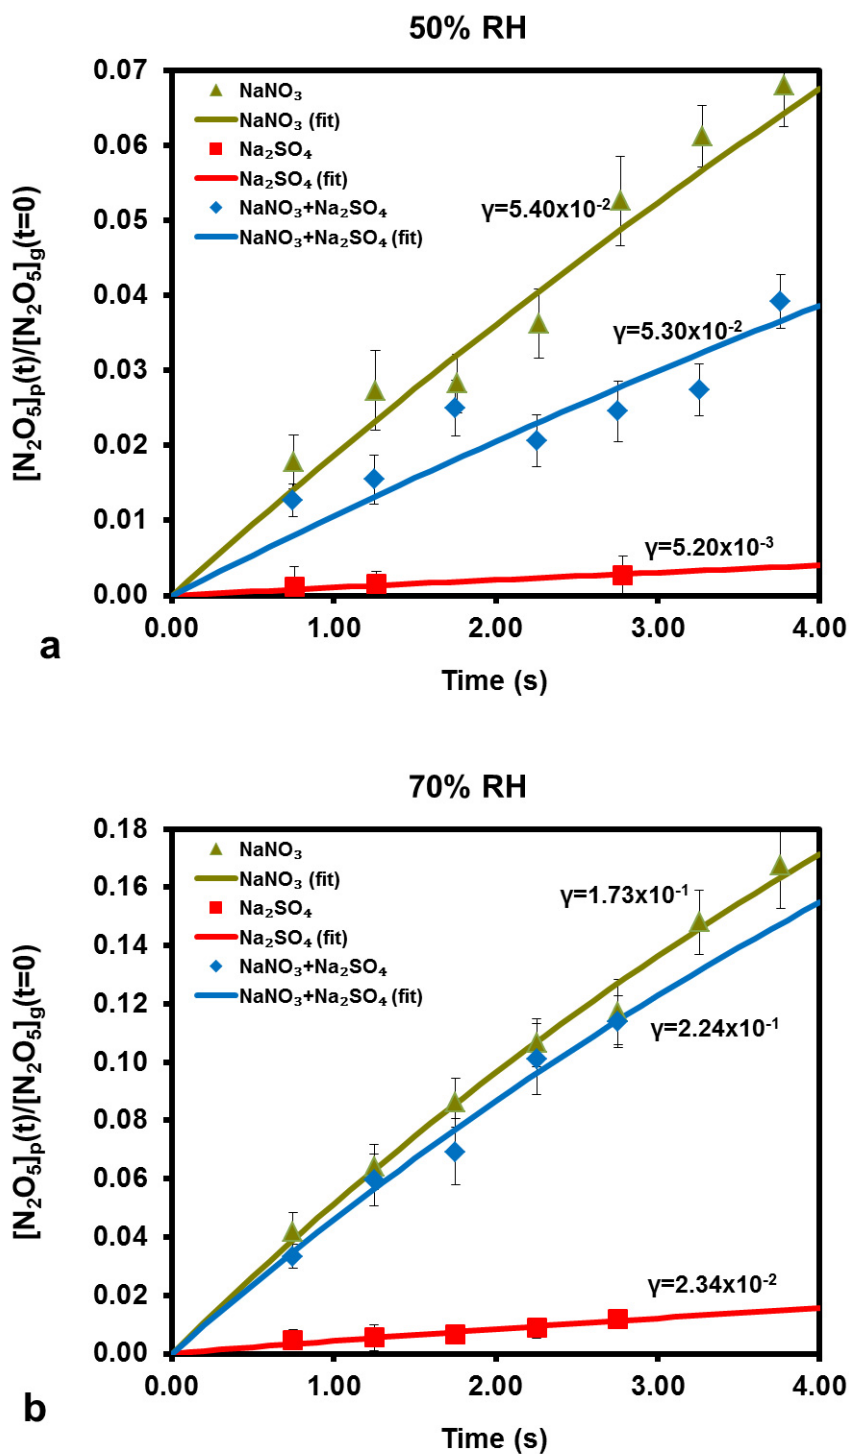 50% RH
0.07
0.06
0.05
0.04
0.03
0.02
0.01
0.00
[N₂O₅]ₚ(t)/[N₂O₅]g(t=0)
NaNO₃
NaNO₃ (fit)
Na₂SO₄
Na₂SO₄ (fit)
NaNO₃+Na₂SO₄
NaNO₃+Na₂SO₄ (fit)
γ=5.40x10⁻²
γ=5.30x10⁻²
γ=5.20x10⁻³
0.00 1.00 2.00 3.00 4.00
a
Time (s)
70% RH
0.18
0.16
0.14
0.12
0.10
0.08
0.06
0.04
0.02
0.00
[N₂O₅]ₚ(t)/[N₂O₅]g(t=0)
NaNO₃
NaNO₃ (fit)
Na₂SO₄
Na₂SO₄ (fit)
NaNO₃+Na₂SO₄
NaNO₃+Na₂SO₄ (fit)
γ=1.73x10⁻¹
γ=2.24x10⁻¹
γ=2.34x10⁻²
0.00 1.00 2.00 3.00 4.00
b
Time (s)